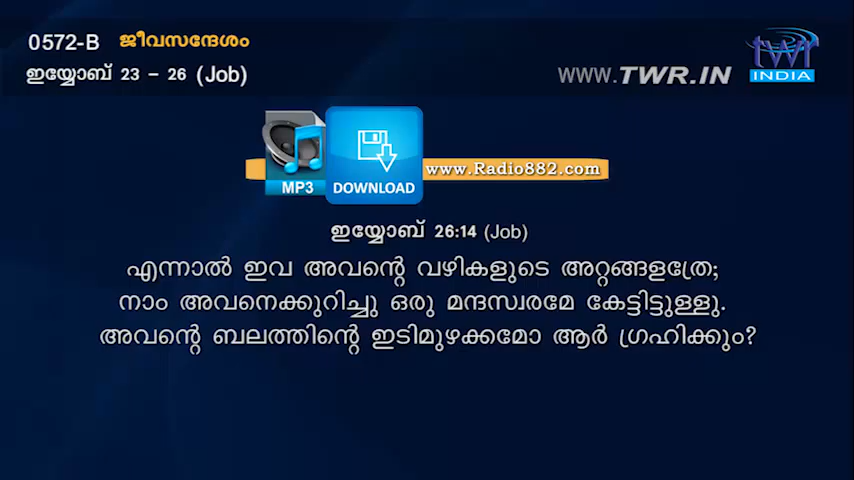 0572-B ജീവസന്ദേശം
ഇയ്യോബ് 23 - 26 (Job)
WWW.TWR.IN
twr
INDIA
MP3
DOWNLOAD
www.Radio882.com
ഇയ്യോബ് 26:14 (Job)
എന്നാൽ ഇവ അവന്റെ വഴികളുടെ അറ്റങ്ങളത്രേ;
നാം അവനെക്കുറിച്ചു ഒരു മന്ദസ്വരമേ കേട്ടിട്ടുള്ളു.
അവന്റെ ബലത്തിന്റെ ഇടിമുഴക്കമോ ആർ ഗ്രഹിക്കും?